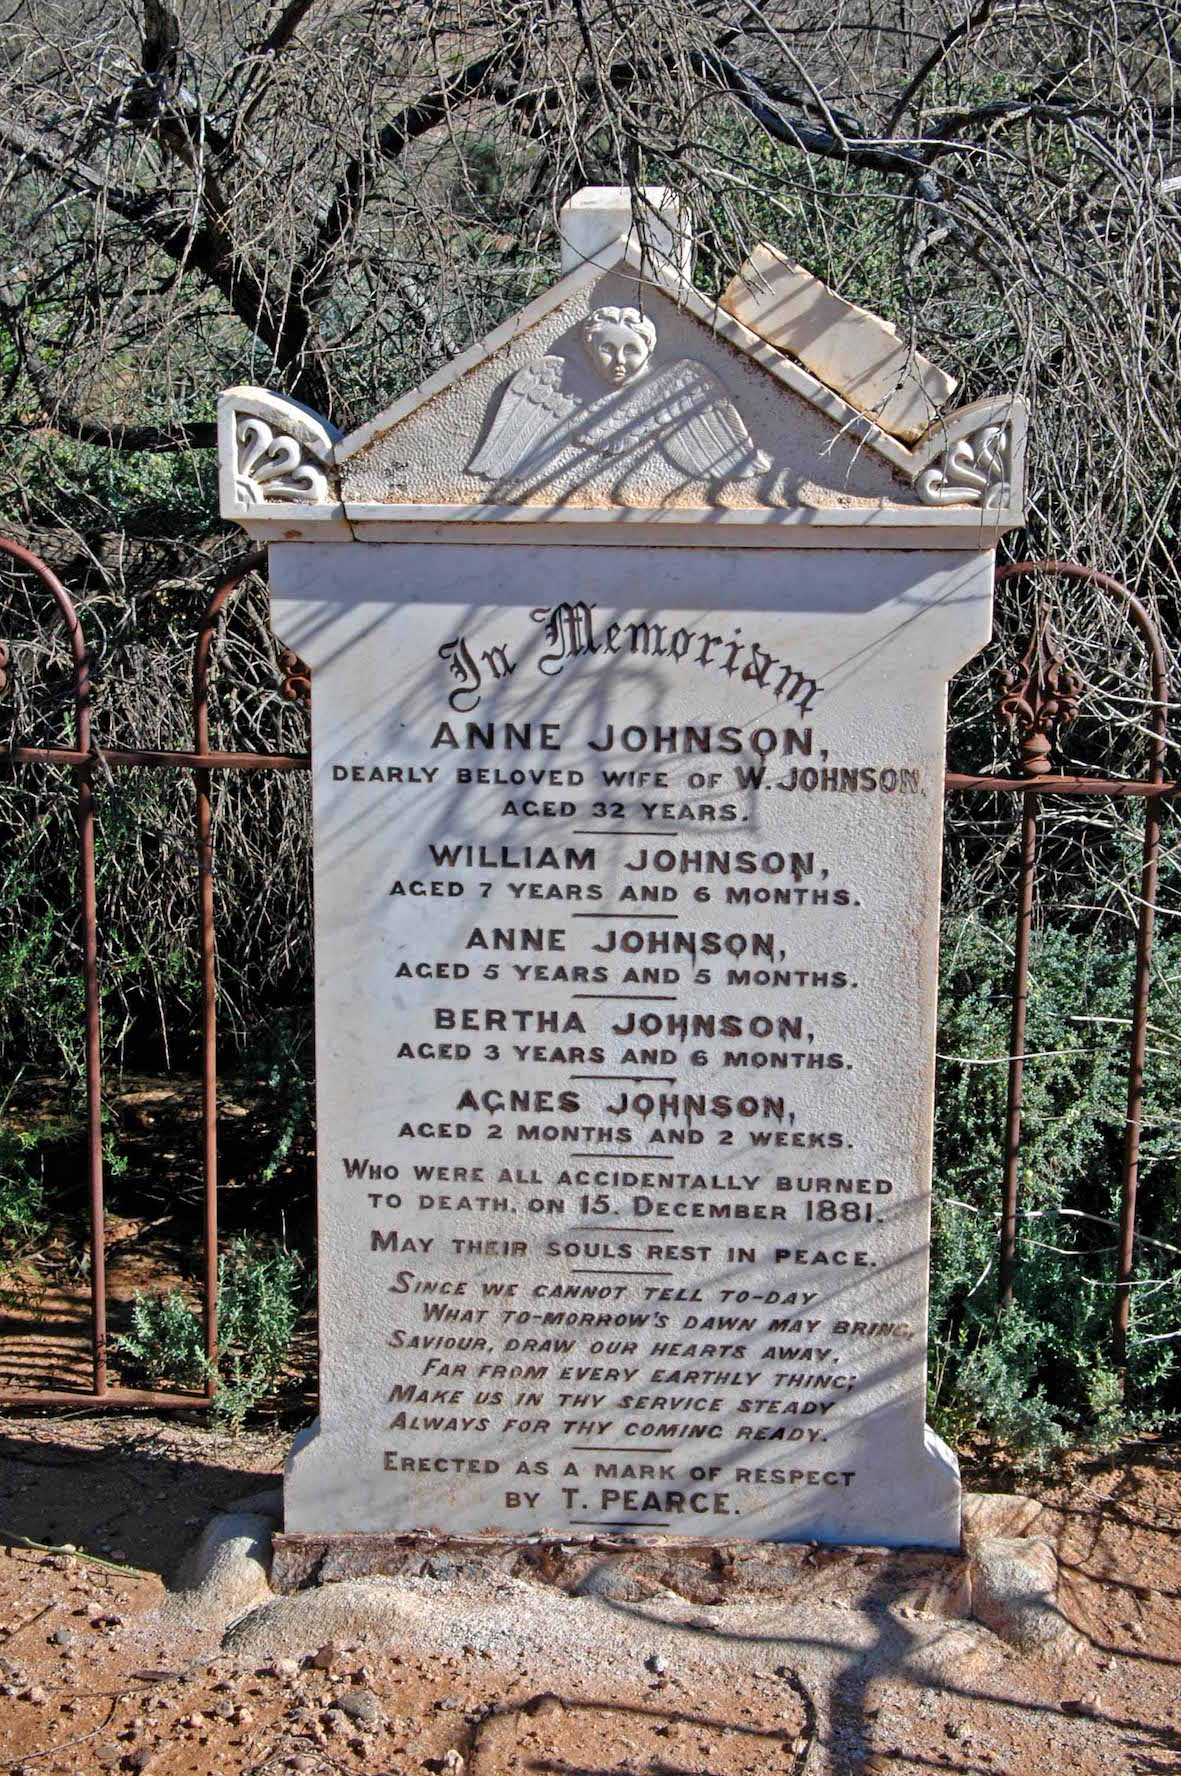 In Memoriam
ANNE JOHNSON,
DEARLY BELOVED WIFE OF W. JOHNSON,
AGED 32 YEARS.
WILLIAM JOHNSON,
AGED 7 YEARS AND 6 MONTHS.
ANNE JOHNSON,
AGED 5 YEARS AND 5 MONTHS.
BERTHA JOHNSON,
AGED 3 YEARS AND 6 MONTHS.
AGNES JOHNSON,
AGED 2 MONTHS AND 2 WEEKS.
WHO WERE ALL ACCIDENTALLY BURNED
TO DEATH, ON 15. DECEMBER 1881.
MAY THEIR SOULS REST IN PEACE.
SINCE WE CANNOT TELL TO-DAY
WHAT TO-MORROW'S DAWN MAY BRING,
SAVIOUR, DRAW OUR HEARTS AWAY,
FAR FROM EVERY EARTHLY THING;
MAKE US IN THY SERVICE STEADY
ALWAYS FOR THY COMING READY.
ERECTED AS A MARK OF RESPECT
BY T. PEARCE.